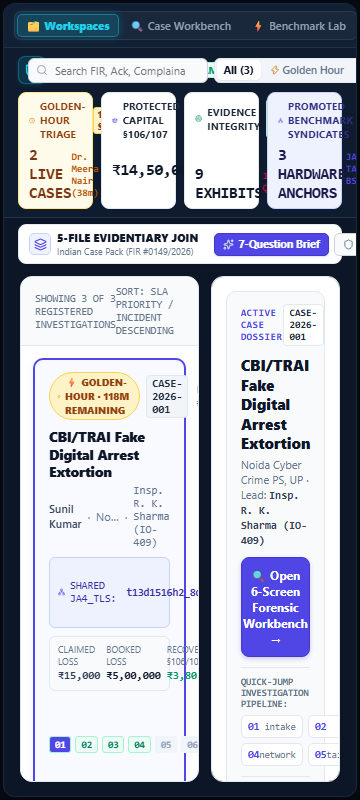 Workspaces
Case Workbench
Benchmark Lab
Search FIR, Ack, Complaina
All (3)
Golden Hour
GOLDEN-
HOUR
TRIAGE
2
LIVE
CASES
Dr.
Meera
Nair
(38m)
PROTECTED
CAPITAL
§106/107
₹14,50,0
EVIDENCE
INTEGRITY
9
EXHIBITS
PROMOTED
BENCHMARK
SYNDICATES
3
HARDWARE
ANCHORS
5-FILE EVIDENTIARY JOIN
Indian Case Pack (FIR #0149/2026)
7-Question Brief
SHOWING 3 OF 3
REGISTERED
INVESTIGATIONS
SORT: SLA
PRIORITY /
INCIDENT
DESCENDING
GOLDEN-
HOUR · 118M
REMAINING
CASE-
2026-
001
CBI/TRAI Fake
Digital Arrest
Extortion
Sunil
Kumar
· No... ·
Insp.
R. K.
Sharma
(IO-
409)
SHARED
JA4_TLS:
t13d1516h2_8d
CLAIMED
LOSS
₹15,000
BOOKED
LOSS
₹5,00,000
RECOVE
§106/10
₹3,80
01 02 03 04 05 06
ACTIVE
CASE
DOSSIER
CASE-
2026-
001
CBI/TRAI
Fake
Digital
Arrest
Extortion
Noida Cyber
Crime PS, UP ·
Lead: Insp.
R. K.
Sharma (IO-
409)
Open
6-Screen
Forensic
Workbench
→
QUICK-JUMP
INVESTIGATION
PIPELINE:
01 intake
02
04network
05ta